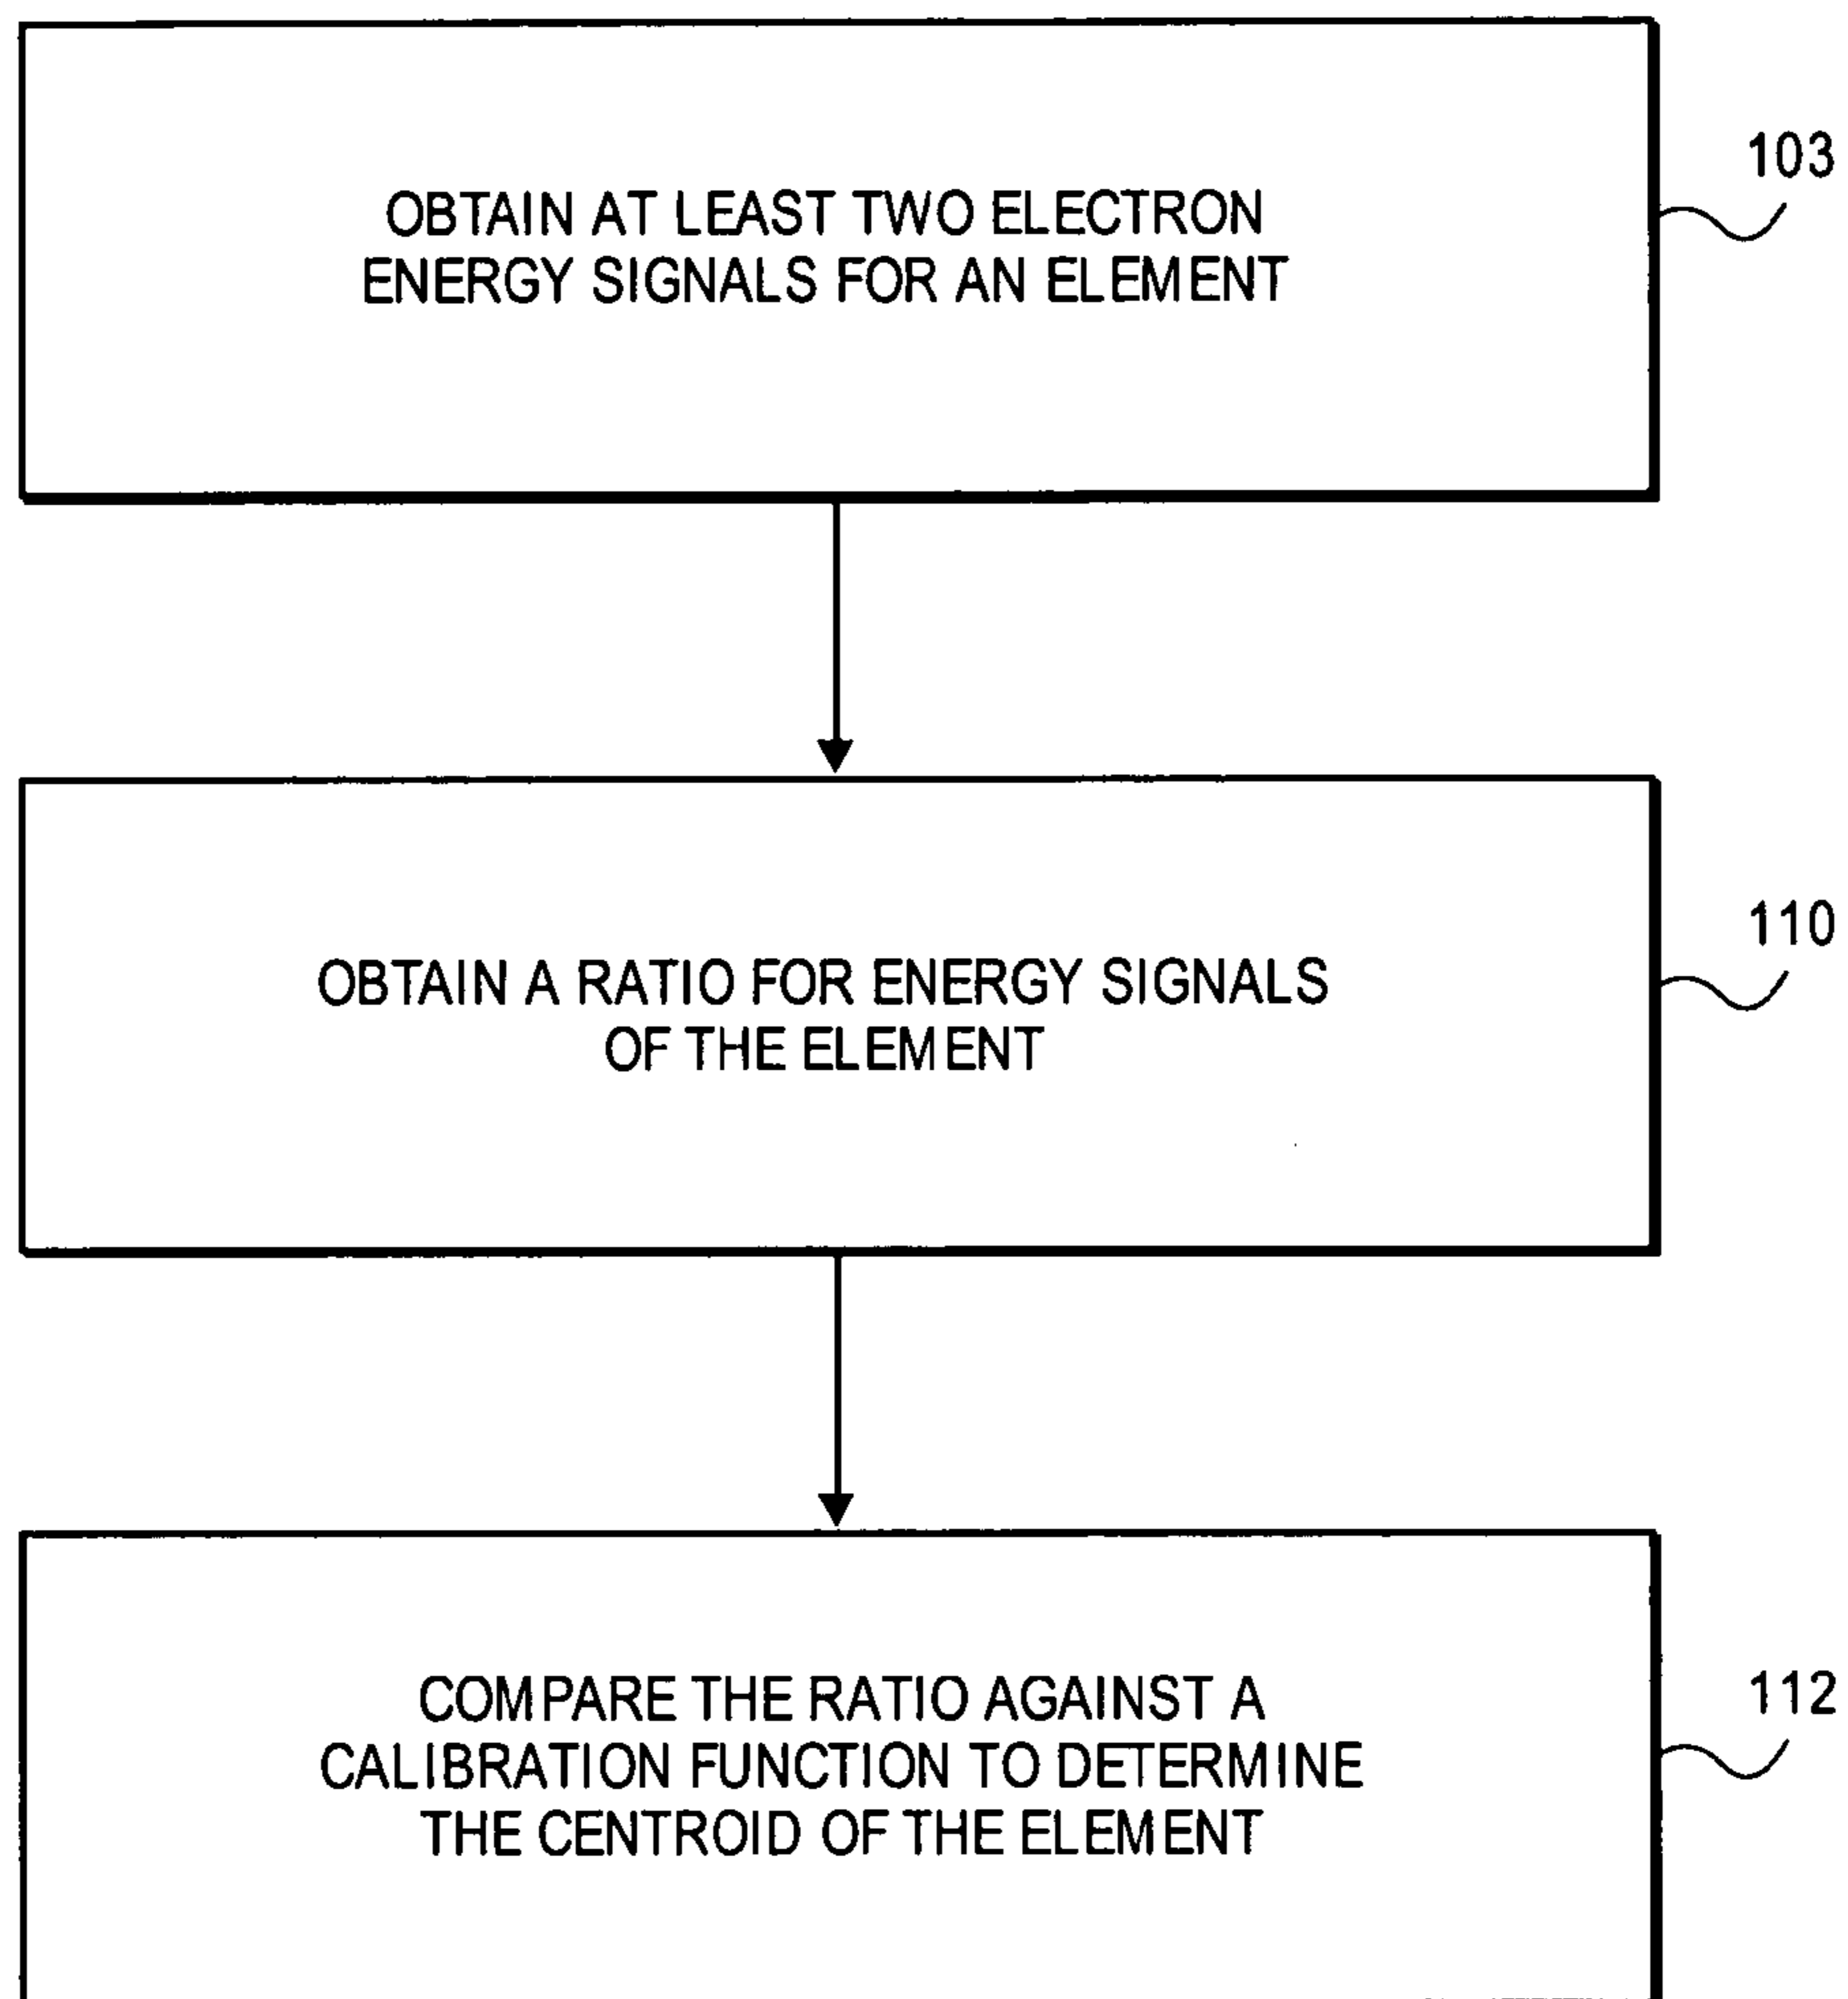 103
OBTAIN AT LEAST TWO ELECTRON
ENERGY SIGNALS FOR AN ELEMENT
110
OBTAIN A RATIO FOR ENERGY SIGNALS
OF THE ELEMENT
112
COMPARE THE RATIO AGAINST A
CALIBRATION FUNCTION TO DETERMINE
THE CENTROID OF THE ELEMENT